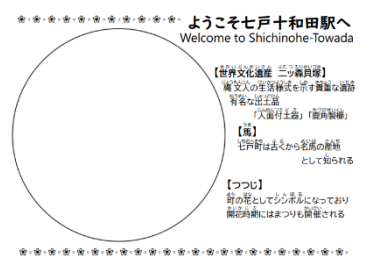 ようこそ七戸十和田駅へ
Welcome to Shichinohe-Towada
【世界文化遺産 二ツ森貝塚】
縄文人の生活様式を示す貴重な遺跡
有名な出土品
「人面付土器」「鹿角製櫛」
【馬】
七戸町は古くから名馬の産地
として知られる
【つつじ】
町の花としてシンボルになっており
開花時期にはまつりも開催される